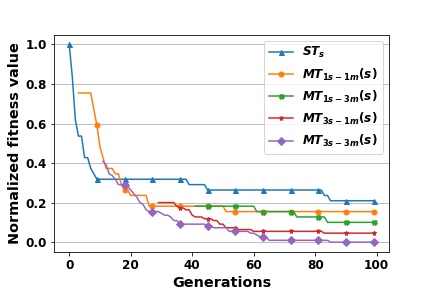 Normalized fitness value
1.0
0.8
0.6
0.4
0.2
0.0
0
20
40
60
80
100
Generations
STₛ
MT₁ₛ₋₁ₘ(s)
MT₁ₛ₋₃ₘ(s)
MT₃ₛ₋₁ₘ(s)
MT₃ₛ₋₃ₘ(s)